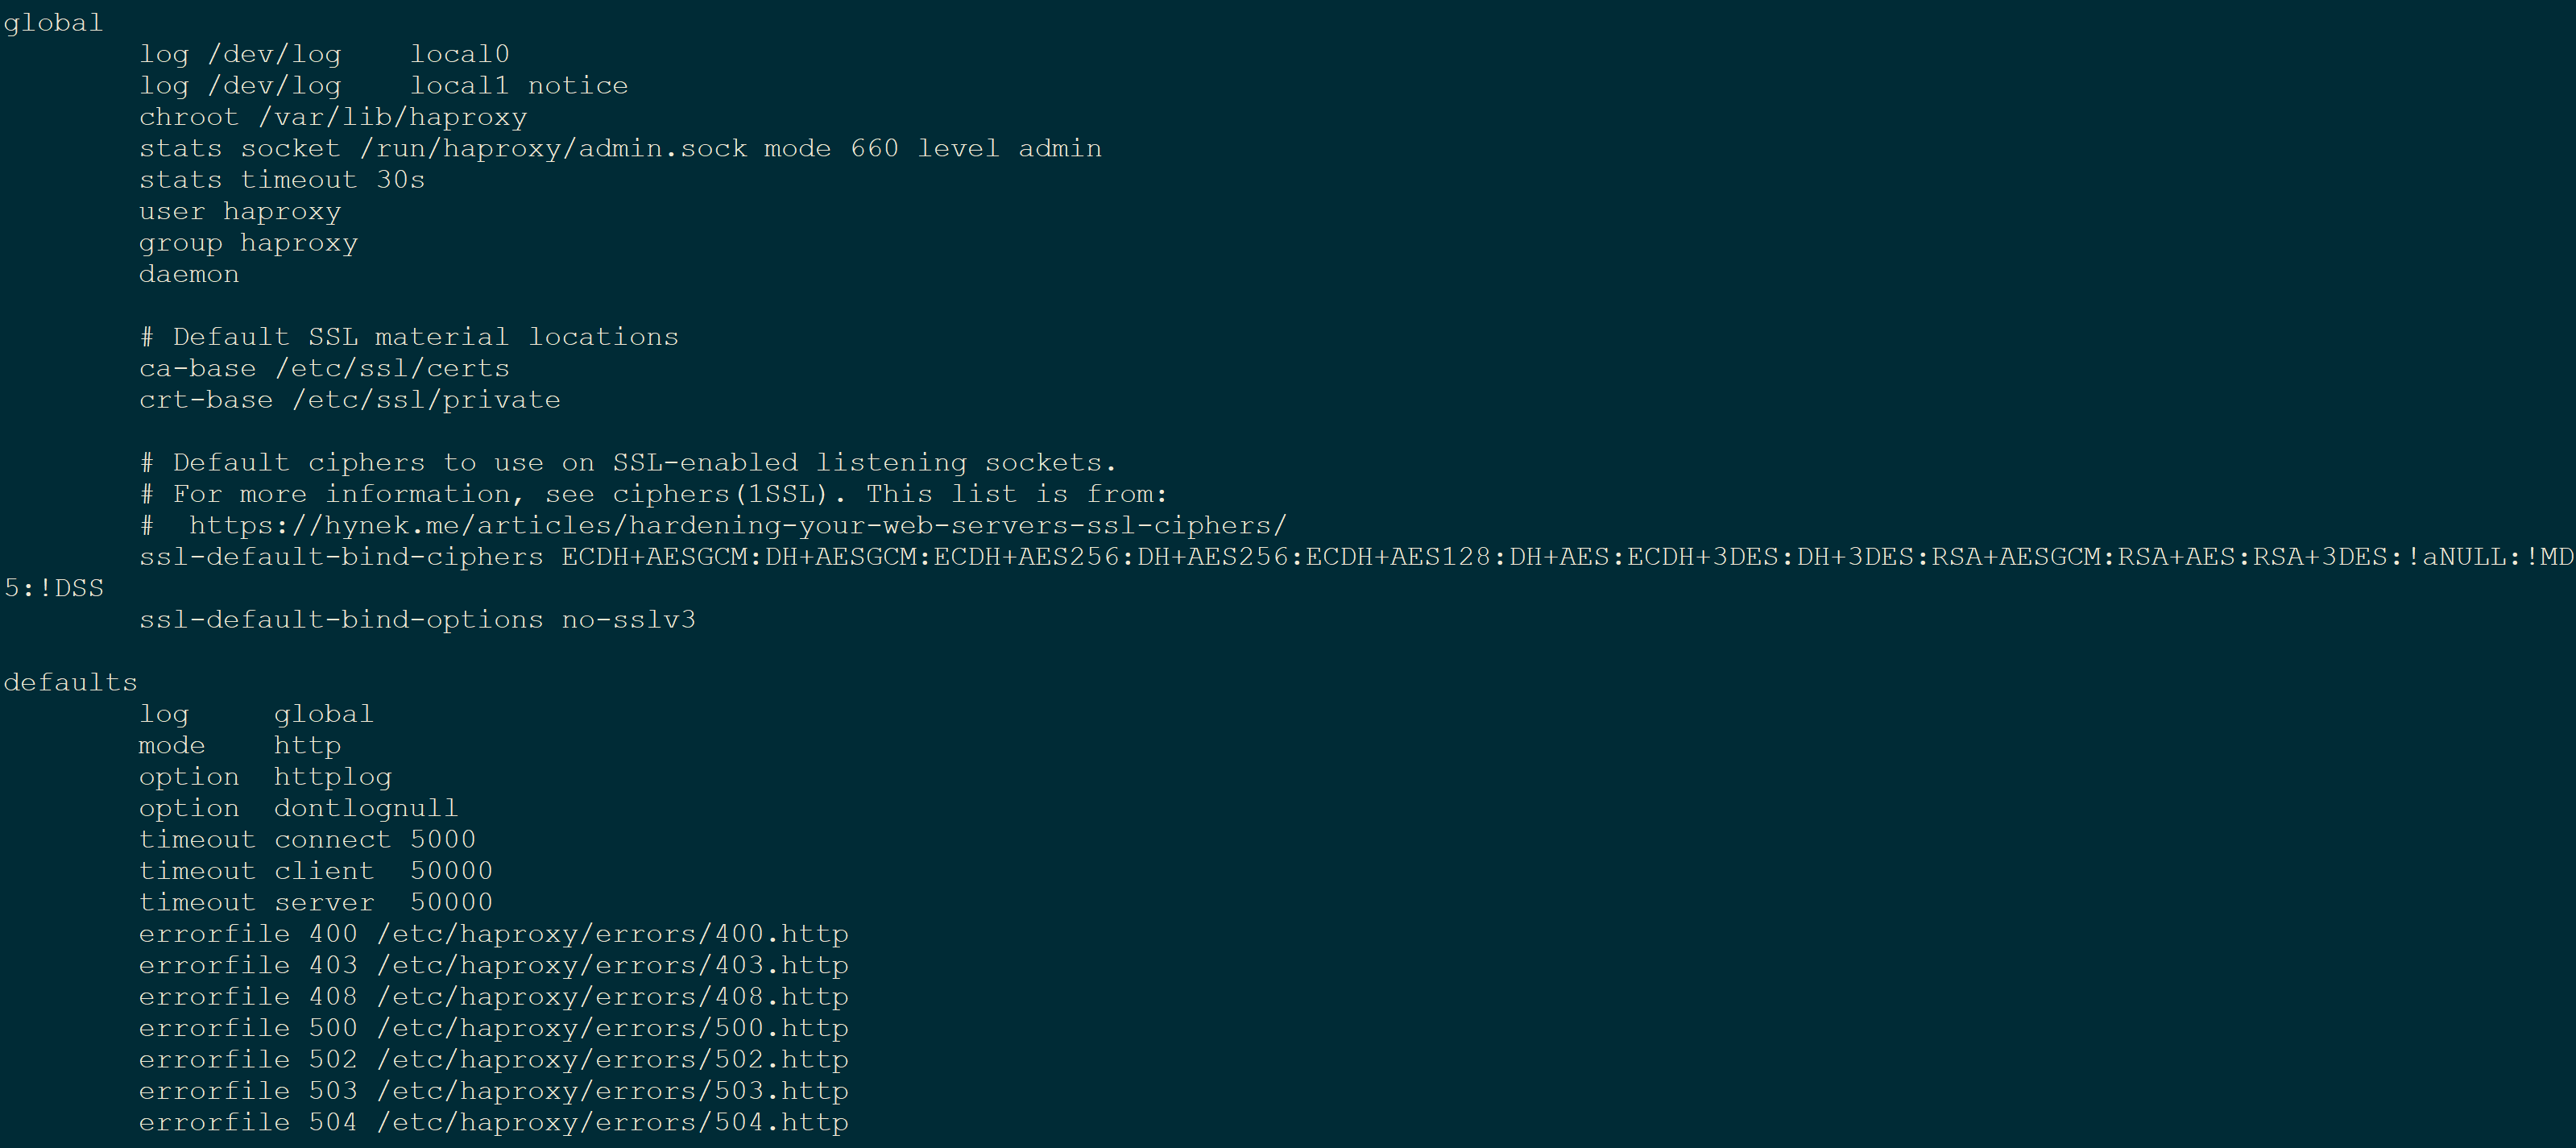 global
        log /dev/log    local0
        log /dev/log    local1 notice
        chroot /var/lib/haproxy
        stats socket /run/haproxy/admin.sock mode 660 level admin
        stats timeout 30s
        user haproxy
        group haproxy
        daemon

        # Default SSL material locations
        ca-base /etc/ssl/certs
        crt-base /etc/ssl/private

        # Default ciphers to use on SSL-enabled listening sockets.
        # For more information, see ciphers(1SSL). This list is from:
        #  https://hynek.me/articles/hardening-your-web-servers-ssl-ciphers/
        ssl-default-bind-ciphers ECDH+AESGCM:DH+AESGCM:ECDH+AES256:DH+AES256:ECDH+AES128:DH+AES:ECDH+3DES:DH+3DES:RSA+AESGCM:RSA+AES:RSA+3DES:!aNULL:!MD
5:!DSS
        ssl-default-bind-options no-sslv3

defaults
        log     global
        mode    http
        option  httplog
        option  dontlognull
        timeout connect 5000
        timeout client  50000
        timeout server  50000
        errorfile 400 /etc/haproxy/errors/400.http
        errorfile 403 /etc/haproxy/errors/403.http
        errorfile 408 /etc/haproxy/errors/408.http
        errorfile 500 /etc/haproxy/errors/500.http
        errorfile 502 /etc/haproxy/errors/502.http
        errorfile 503 /etc/haproxy/errors/503.http
        errorfile 504 /etc/haproxy/errors/504.http